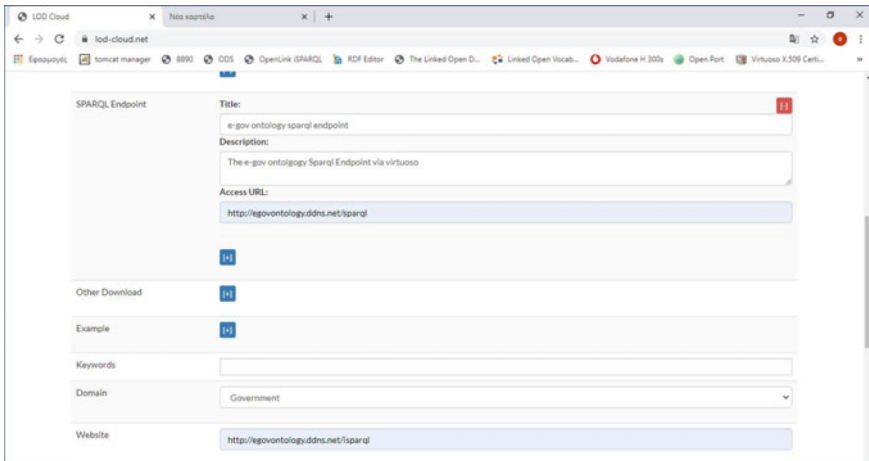 LOD Cloud
Νέα καρτέλα
lod-cloud.net
Εφαρμογές tomcat manager 8890 ODS OpenLink iSPARQL RDF Editor The Linked Open D... Linked Open Vocab... Vodafone H 300s Open Port Virtuoso X.509 Certi...
SPARQL Endpoint
Title:
[-]
e-gov ontology sparql endpoint
Description:
The e-gov ontolgogy Sparql Endpoint via virtuoso
Access URL:
http://egovontology.ddns.net/sparql
[+]
Other Download
[+]
Example
[+]
Keywords
Domain
Government
Website
http://egovontology.ddns.net/isparql